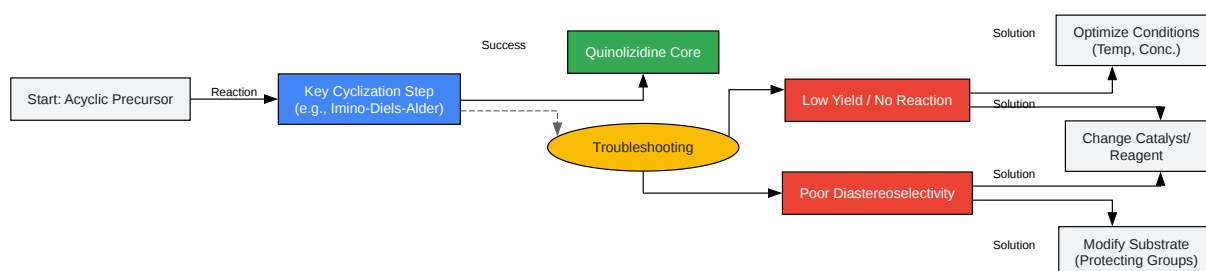 Start: Acyclic Precursor
Reaction
Key Cyclization Step
(e.g., Imino-Diels-Alder)
Success
Quinolizidine Core
Troubleshooting
Low Yield / No Reaction
Poor Diastereoselectivity
Solution
Optimize Conditions
(Temp, Conc.)
Solution
Change Catalyst/
Reagent
Solution
Solution
Modify Substrate
(Protecting Groups)